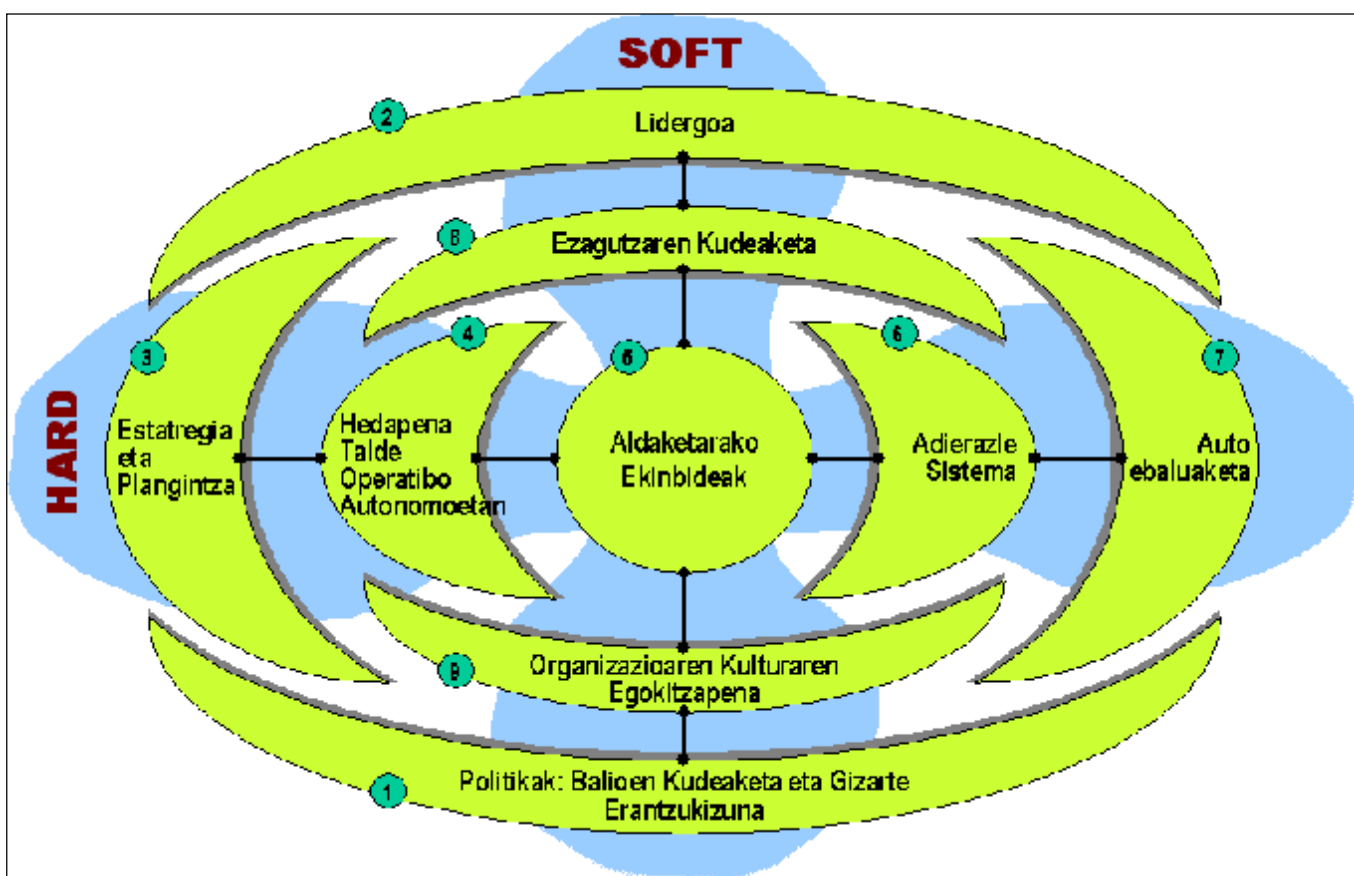 SOFT
2
Lidergoa
8
Ezagutzaren Kudeaketa
HARD
3
Estatregia
eta
Plangintza
4
Hedapena
Talde
Operatibo
Autonomoetan
5
Aldaketarako
Ekinbideak
6
Adierazle
Sistema
7
Auto
ebaluaketa
9
Organizazioaren Kulturaren
Egokitzapena
1
Politikak: Balioen Kudeaketa eta Gizarte
Erantzukizuna